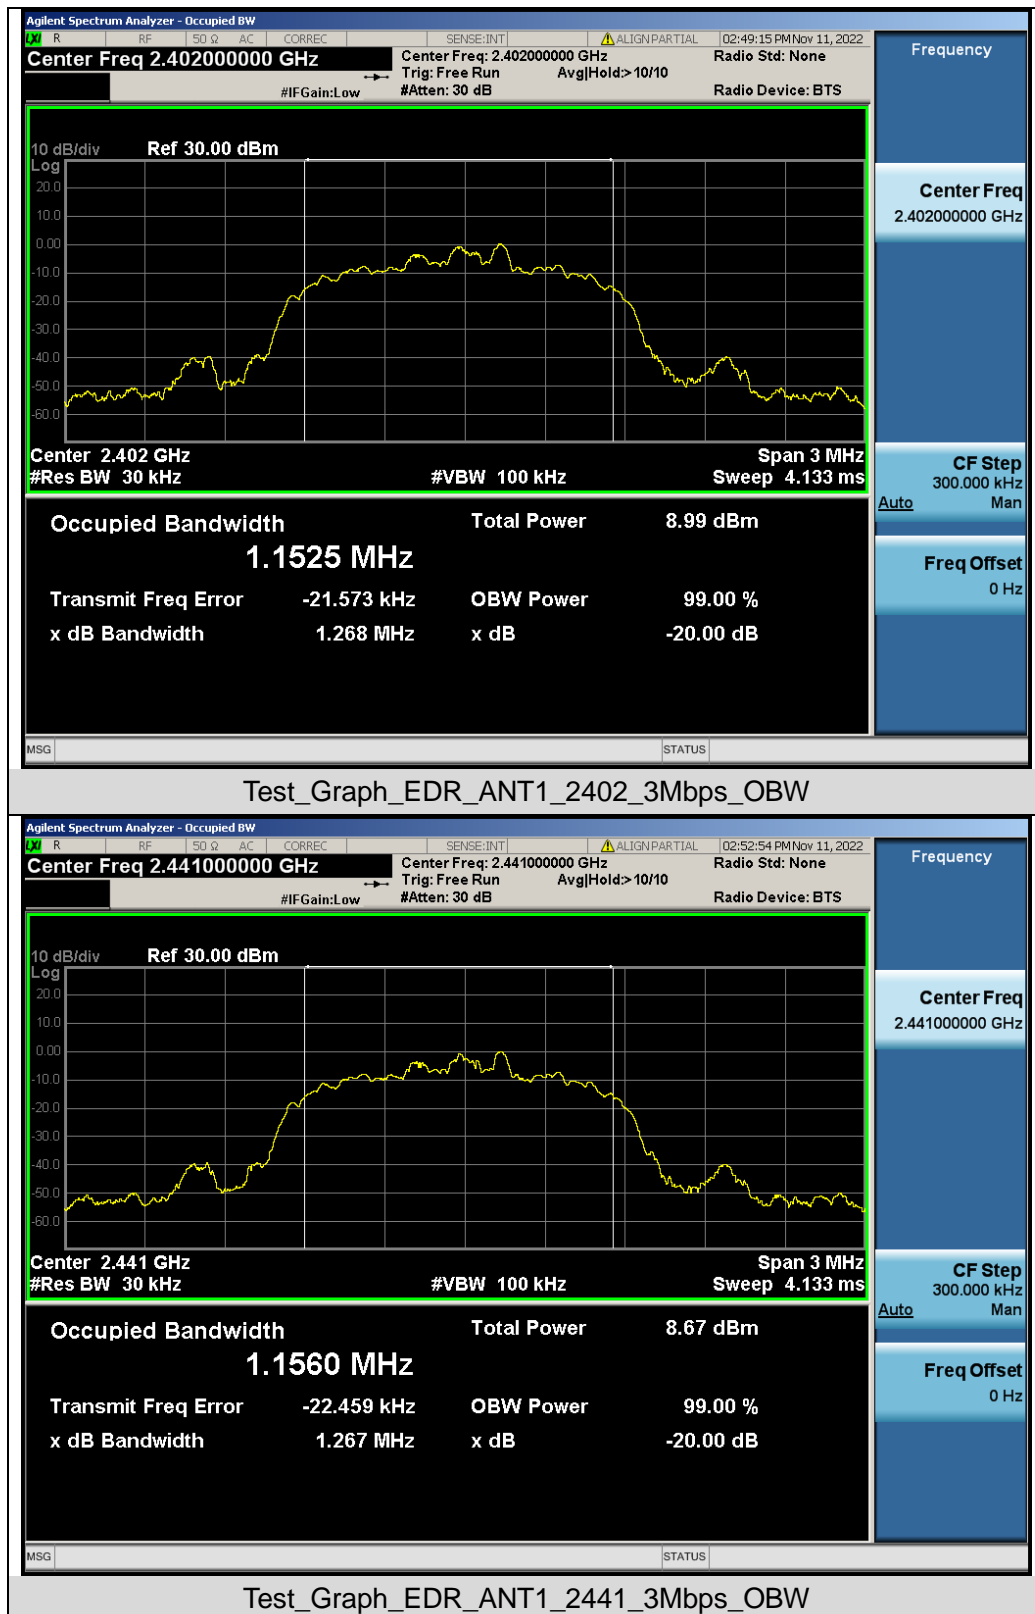 Agilent Spectrum Analyzer - Occupied BW
LXI R RF 50 Ω AC CORREC SENSE:INT ALIGN PARTIAL 02:49:15 PM Nov 11, 2022
Center Freq 2.402000000 GHz
Center Freq: 2.402000000 GHz
Radio Std: None
Trig: Free Run Avg|Hold:> 10/10
#IFGain:Low #Atten: 30 dB Radio Device: BTS
10 dB/div Ref 30.00 dBm
Log
20.0
10.0
0.00
-10.0
-20.0
-30.0
-40.0
-50.0
-60.0
Center 2.402 GHz Span 3 MHz
#Res BW 30 kHz #VBW 100 kHz Sweep 4.133 ms
Occupied Bandwidth Total Power 8.99 dBm
1.1525 MHz
Transmit Freq Error -21.573 kHz OBW Power 99.00 %
x dB Bandwidth 1.268 MHz x dB -20.00 dB
MSG STATUS
Frequency
Center Freq
2.402000000 GHz
CF Step
300.000 kHz
Auto Man
Freq Offset
0 Hz
Test_Graph_EDR_ANT1_2402_3Mbps_OBW
Agilent Spectrum Analyzer - Occupied BW
LXI R RF 50 Ω AC CORREC SENSE:INT ALIGN PARTIAL 02:52:54 PM Nov 11, 2022
Center Freq 2.441000000 GHz
Center Freq: 2.441000000 GHz
Radio Std: None
Trig: Free Run Avg|Hold:> 10/10
#IFGain:Low #Atten: 30 dB Radio Device: BTS
10 dB/div Ref 30.00 dBm
Log
20.0
10.0
0.00
-10.0
-20.0
-30.0
-40.0
-50.0
-60.0
Center 2.441 GHz Span 3 MHz
#Res BW 30 kHz #VBW 100 kHz Sweep 4.133 ms
Occupied Bandwidth Total Power 8.67 dBm
1.1560 MHz
Transmit Freq Error -22.459 kHz OBW Power 99.00 %
x dB Bandwidth 1.267 MHz x dB -20.00 dB
MSG STATUS
Frequency
Center Freq
2.441000000 GHz
CF Step
300.000 kHz
Auto Man
Freq Offset
0 Hz
Test_Graph_EDR_ANT1_2441_3Mbps_OBW